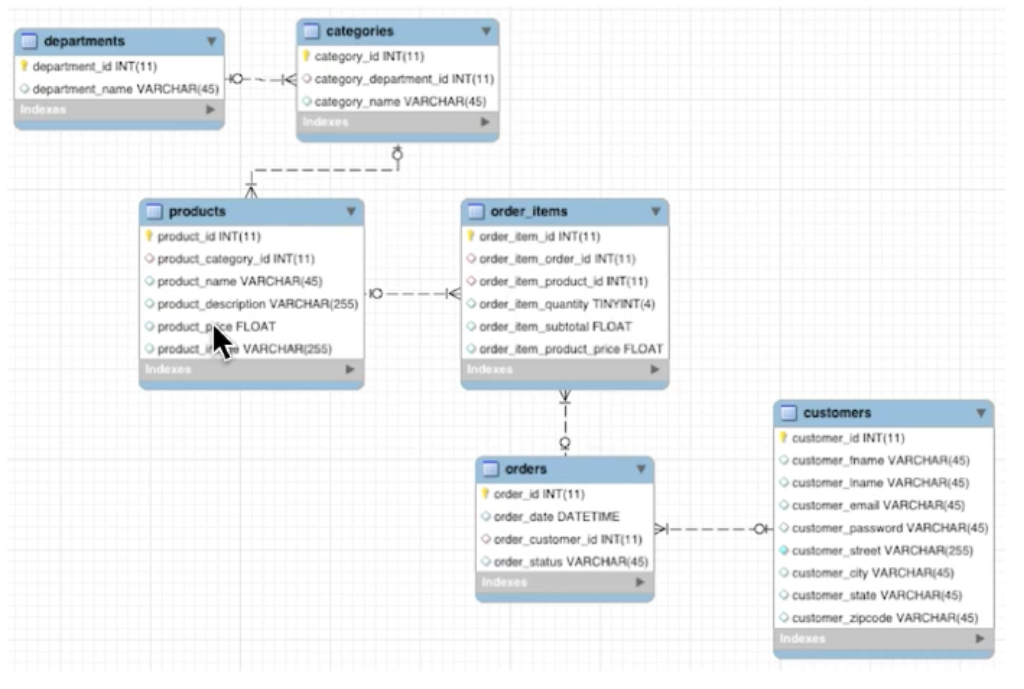 departments
department_id INT(11)
department_name VARCHAR(45)
Indexes
categories
category_id INT(11)
category_department_id INT(11)
category_name VARCHAR(45)
Indexes
products
product_id INT(11)
product_category_id INT(11)
product_name VARCHAR(45)
product_description VARCHAR(255)
FLOAT
VARCHAR(255)
Indexes
order_items
order_item_id INT(11)
order_item_order_id INT(11)
order_item_product_id INT(11)
order_item_quantity TINYINT(4)
order_item_subtotal FLOAT
order_item_product_price FLOAT
Indexes
orders
order_id INT(11)
order_date DATETIME
order_customer_id INT(11)
order_status VARCHAR(45)
Indexes
customers
customer_id INT(11)
customer_fname VARCHAR(45)
customer_lname VARCHAR(45)
customer_email VARCHAR(45)
customer_password VARCHAR(45)
customer_street VARCHAR(255)
customer_city VARCHAR(45)
customer_state VARCHAR(45)
customer_zipcode VARCHAR(45)
Indexes